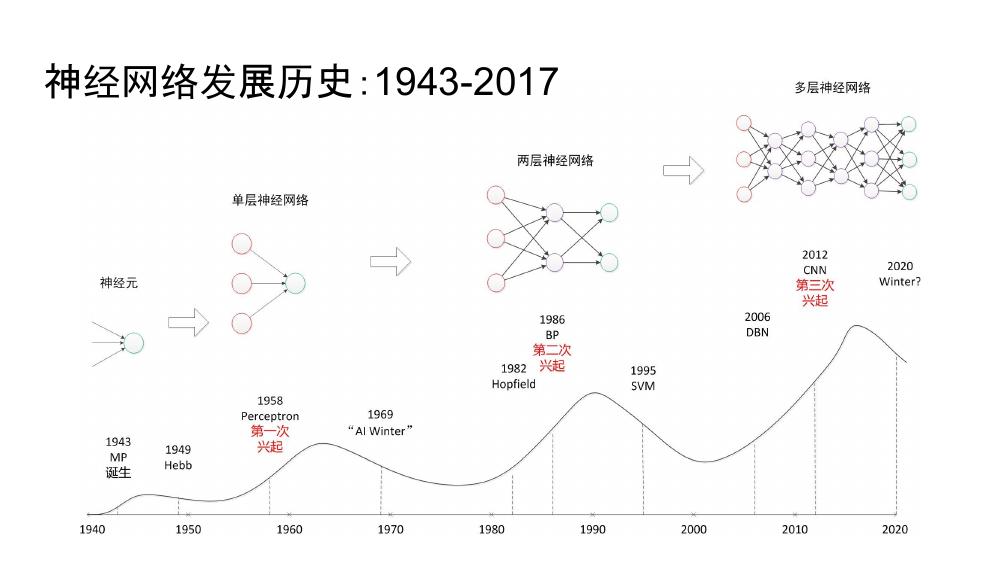 神经网络发展历史:1943-2017
多层神经网络
两层神经网络
单层神经网络
神经元
1943
MP
诞生
1949
Hebb
1958
Perceptron
第一次
兴起
1969
“AI Winter”
1982
Hopfield
1986
BP
第二次
兴起
1995
SVM
2006
DBN
2012
CNN
第三次
兴起
2020
Winter?
1940 1950 1960 1970 1980 1990 2000 2010 2020